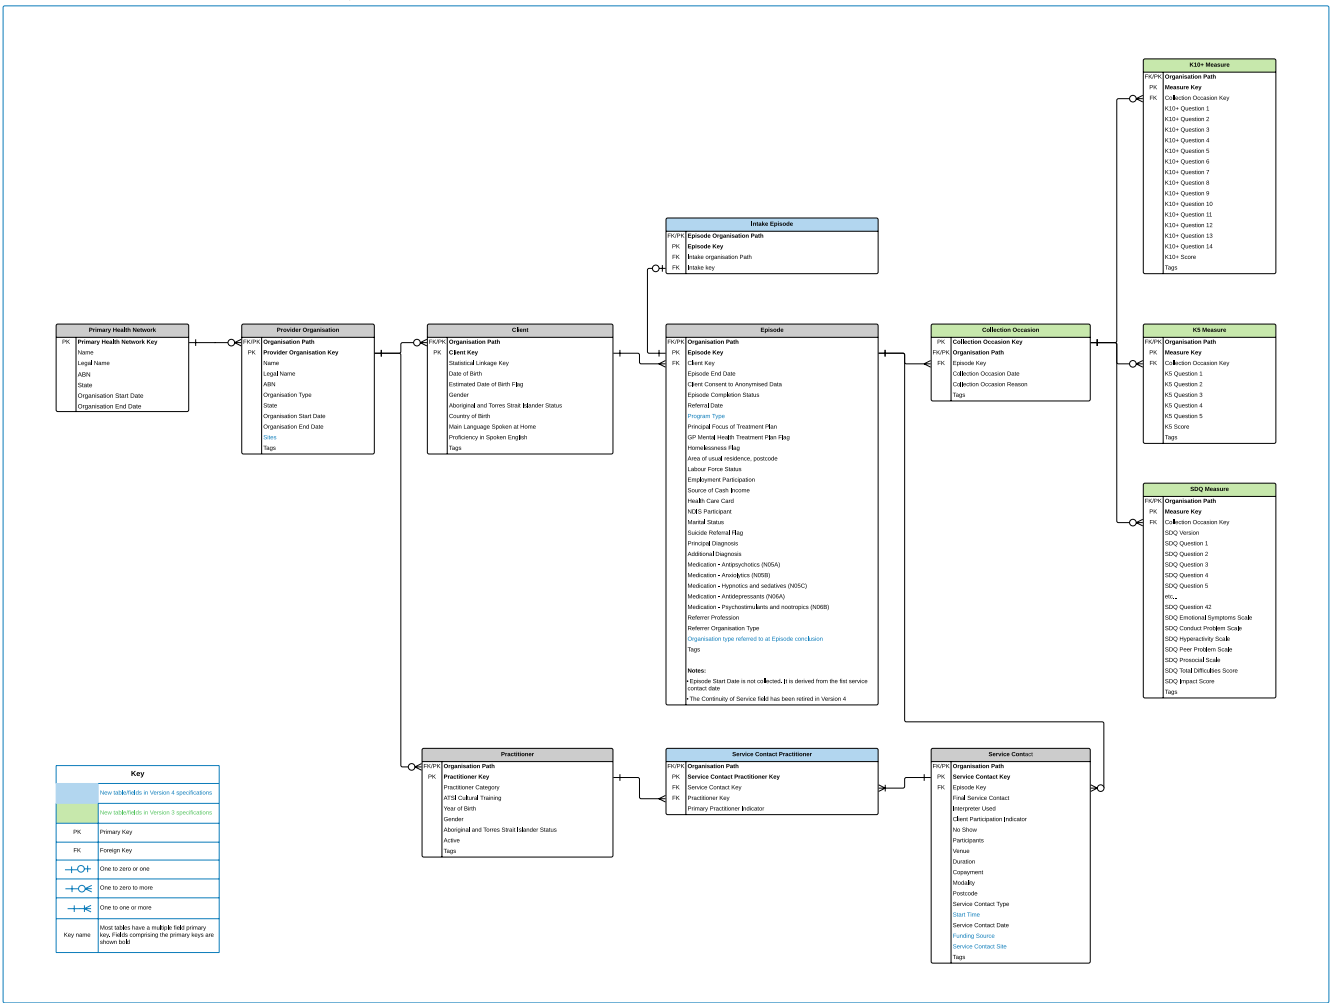 K10+ Measure
FK/PK Organisation Path
PK Measure Key
FK Collection Occasion Key
K10+ Question 1
K10+ Question 2
K10+ Question 3
K10+ Question 4
K10+ Question 5
K10+ Question 6
K10+ Question 7
K10+ Question 8
K10+ Question 9
K10+ Question 10
K10+ Question 11
K10+ Question 12
K10+ Question 13
K10+ Question 14
K10+ Score
Tags
Intake Episode
FK/PK Episode Organisation Path
PK Episode Key
FK Intake organisation Path
FK Intake key
Primary Health Network
PK Primary Health Network Key
Name
Legal Name
ABN
State
Organisation Start Date
Organisation End Date
Provider Organisation
FK/PK Organisation Path
PK Provider Organisation Key
Name
Legal Name
ABN
Organisation Type
State
Organisation Start Date
Organisation End Date
Sites
Tags
Client
FK/PK Organisation Path
PK Client Key
Statistical Linkage Key
Date of Birth
Estimated Date of Birth Flag
Gender
Aboriginal and Torres Strait Islander Status
Country of Birth
Main Language Spoken at Home
Proficiency in Spoken English
Tags
Episode
FK/PK Organisation Path
PK Episode Key
FK Client Key
Episode End Date
Client Consent to Anonymised Data
Episode Completion Status
Referral Date
Program Type
Principal Focus of Treatment Plan
GP Mental Health Treatment Plan Flag
Homelessness Flag
Area of usual residence, postcode
Labour Force Status
Employment Participation
Source of Cash Income
Health Care Card
NDIS Participant
Marital Status
Suicide Referral Flag
Principal Diagnosis
Additional Diagnosis
Medication - Antipsychotics (N05A)
Medication - Anxiolytics (N05B)
Medication - Hypnotics and sedatives (N05C)
Medication - Antidepressants (N06A)
Medication - Psychostimulants and nootropics (N06B)
Referrer Profession
Referrer Organisation Type
Organisation type referred to at Episode conclusion
Tags
Notes:
• Episode Start Date is not collected. It is derived from the fist service
contact date
• The Continuity of Service field has been retired in Version 4
Collection Occasion
PK Collection Occasion Key
FK/PK Organisation Path
FK Episode Key
Collection Occasion Date
Collection Occasion Reason
Tags
K5 Measure
FK/PK Organisation Path
PK Measure Key
FK Collection Occasion Key
K5 Question 1
K5 Question 2
K5 Question 3
K5 Question 4
K5 Question 5
K5 Score
Tags
SDQ Measure
FK/PK Organisation Path
PK Measure Key
FK Collection Occasion Key
SDQ Version
SDQ Question 1
SDQ Question 2
SDQ Question 3
SDQ Question 4
SDQ Question 5
etc...
SDQ Question 42
SDQ Emotional Symptoms Scale
SDQ Conduct Problem Scale
SDQ Hyperactivity Scale
SDQ Peer Problem Scale
SDQ Prosocial Scale
SDQ Total Difficulties Score
SDQ Impact Score
Tags
Practitioner
FK/PK Organisation Path
PK Practitioner Key
Practitioner Category
ATSI Cultural Training
Year of Birth
Gender
Aboriginal and Torres Strait Islander Status
Active
Tags
Service Contact Practitioner
FK/PK Organisation Path
PK Service Contact Practitioner Key
FK Service Contact Key
FK Practitioner Key
Primary Practitioner Indicator
Service Contact
FK/PK Organisation Path
PK Service Contact Key
FK Episode Key
Final Service Contact
Interpreter Used
Client Participation Indicator
No Show
Participants
Venue
Duration
Copayment
Modality
Postcode
Service Contact Type
Start Time
Service Contact Date
Funding Source
Service Contact Site
Tags
Key
New table/fields in Version 4 specifications
New table/fields in Version 3 specifications
PK Primary Key
FK Foreign Key
One to zero or one
One to zero to more
One to one or more
Key name Most tables have a multiple field primary
key. Fields comprising the primary keys are
shown bold